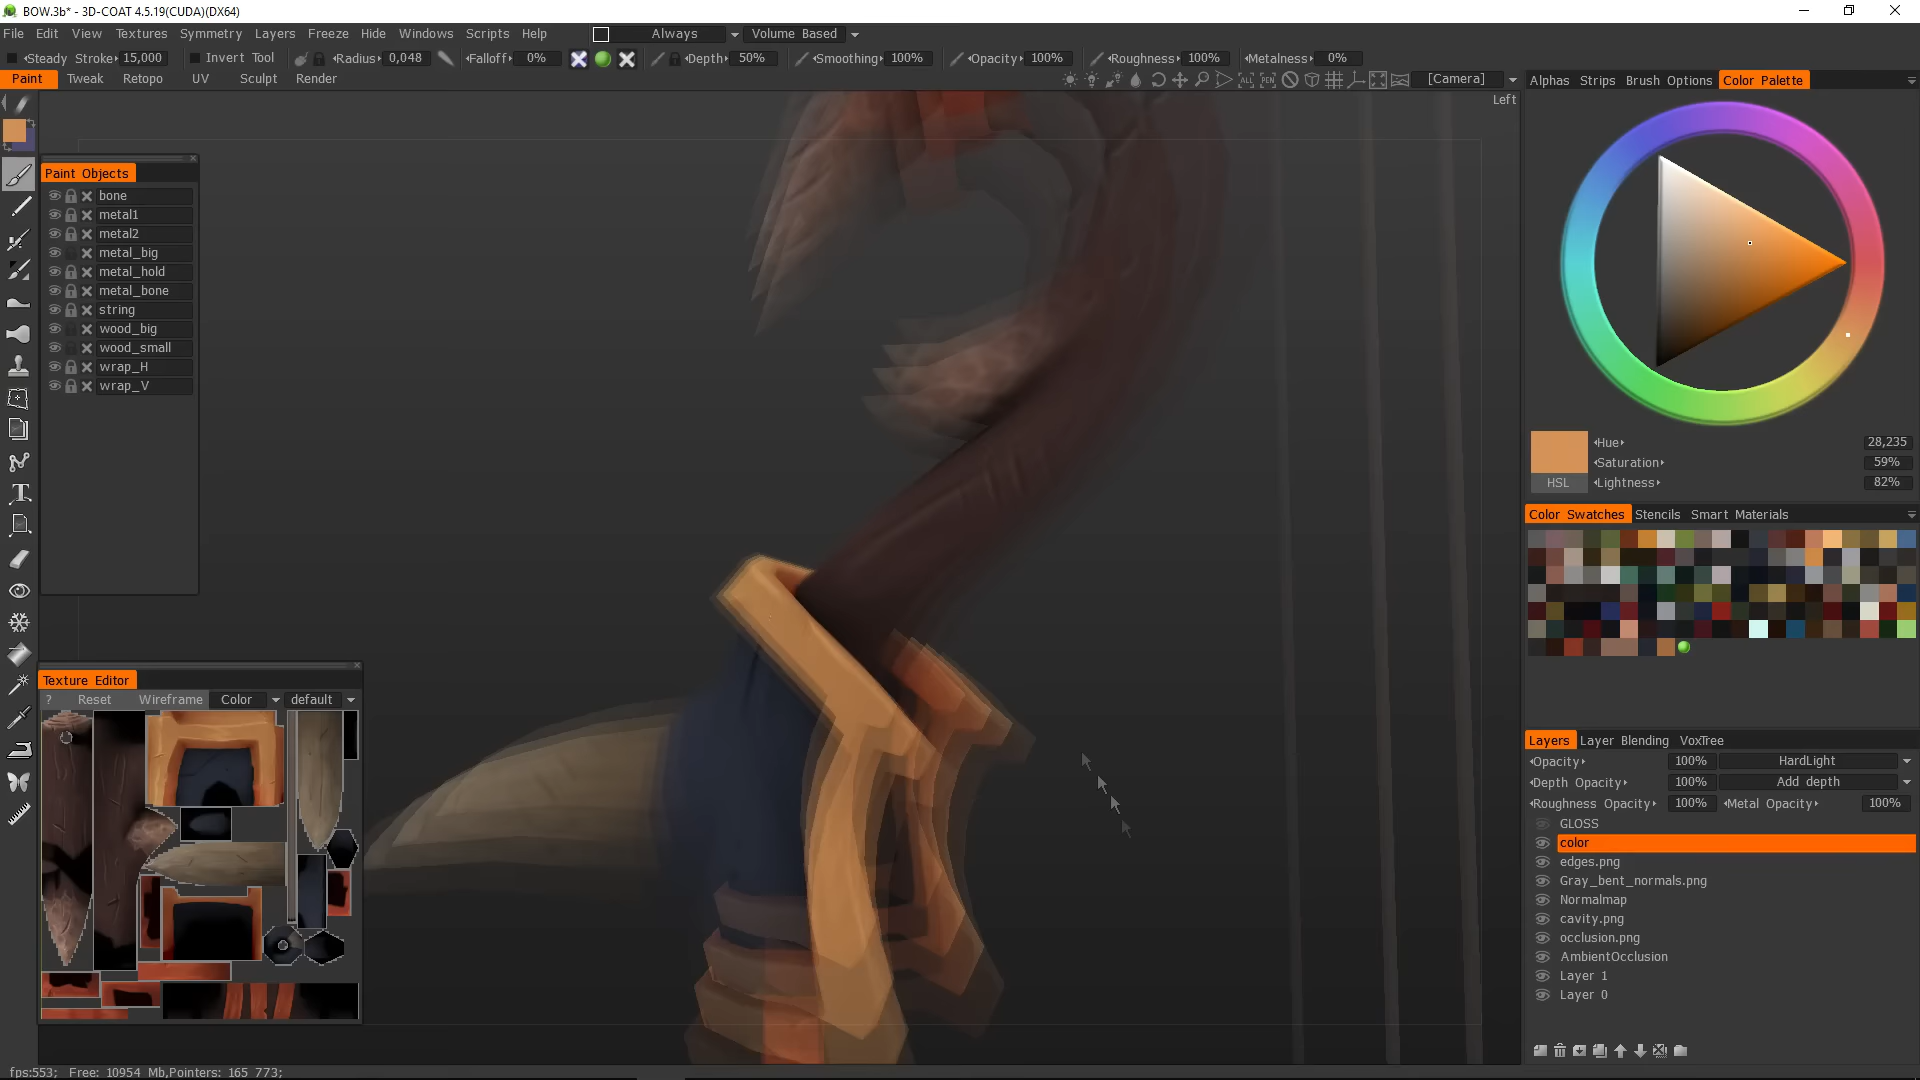 BOW.3b* - 3D-COAT 4.5.19(CUDA)(DX64)
File Edit View Textures Symmetry Layers Freeze Hide Windows Scripts Help Always Volume Based
Steady Stroke 15,000 Invert Tool Radius 0,048 Falloff 0% Depth 50% Smoothing 100% Opacity 100% Roughness 100% Metalness 0%
Paint Tweak Retopo UV Sculpt Render ALL PEN [Camera]
Alphas Strips Brush Options Color Palette
Left
Paint Objects
bone
metal1
metal2
metal_big
metal_hold
metal_bone
string
wood_big
wood_small
wrap_H
wrap_V
Hue 28,235
Saturation 59%
HSL Lightness 82%
Color Swatches Stencils Smart Materials
Texture Editor
? Reset Wireframe Color default
Layers Layer Blending VoxTree
Opacity 100% HardLight
Depth Opacity 100% Add depth
Roughness Opacity 100% Metal Opacity 100%
GLOSS
color
edges.png
Gray_bent_normals.png
Normalmap
cavity.png
occlusion.png
AmbientOcclusion
Layer 1
Layer 0
fps:553; Free: 10954 Mb,Pointers: 165 773;